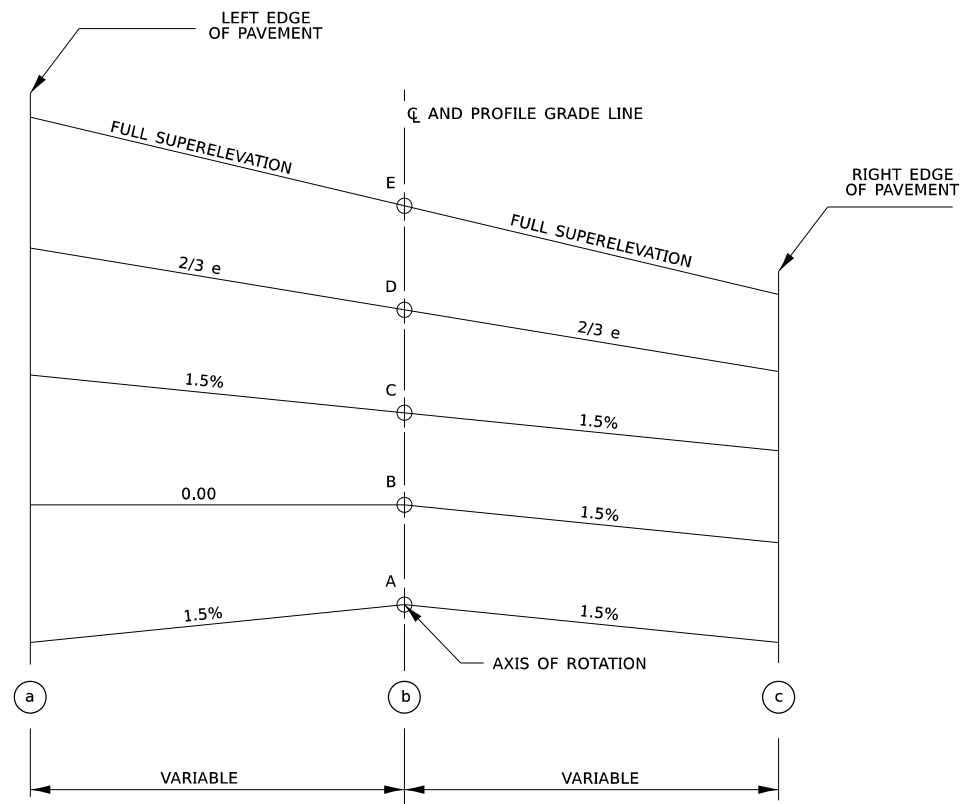 LEFT EDGE
OF PAVEMENT
℄ AND PROFILE GRADE LINE
FULL SUPERELEVATION
RIGHT EDGE
OF PAVEMENT
E
FULL SUPERELEVATION
2/3 e
D
2/3 e
1.5%
C
1.5%
0.00
B
1.5%
A
1.5%
1.5%
AXIS OF ROTATION
a
b
c
VARIABLE
VARIABLE